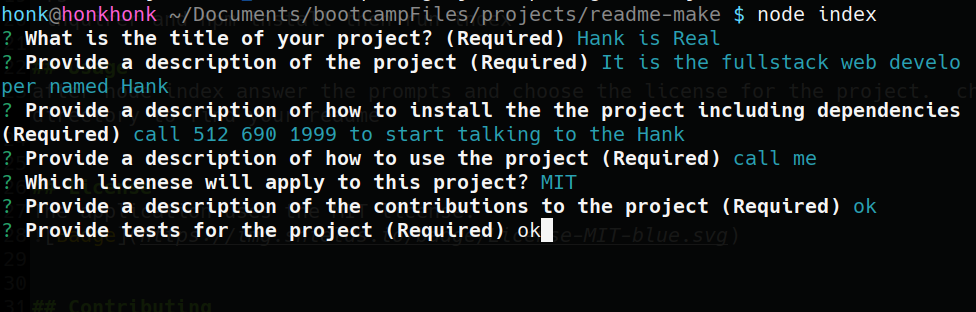 honk@honkhonk ~/Documents/bootcampFiles/projects/readme-make $ node index
? What is the title of your project? (Required) Hank is Real
? Provide a description of the project (Required) It is the fullstack web develo
per named Hank
? Provide a description of how to install the the project including dependencies
(Required) call 512 690 1999 to start talking to the Hank
? Provide a description of how to use the project (Required) call me
? Which licenese will apply to this project? MIT
? Provide a description of the contributions to the project (Required) ok
? Provide tests for the project (Required) ok
29
30
31 ## Contributing